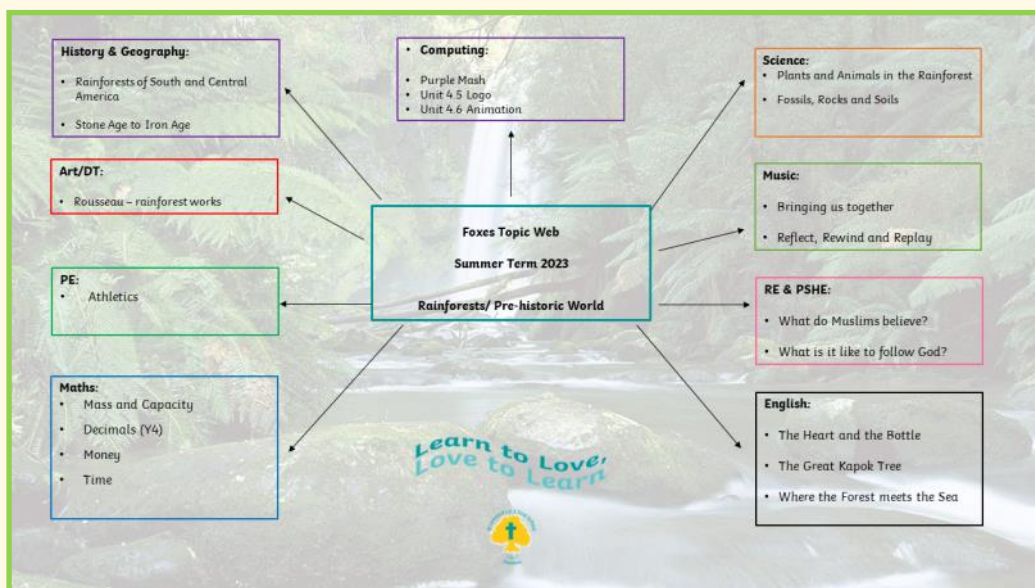 History & Geography:
• Rainforests of South and Central
America
• Stone Age to Iron Age
• Computing:
• Purple Mash
• Unit 4.5 Logo
• Unit 4.6 Animation
Science:
• Plants and Animals in the Rainforest
• Fossils, Rocks and Soils
Art/DT:
• Rousseau – rainforest works
Foxes Topic Web
Summer Term 2023
Rainforests/ Pre-historic World
Music:
• Bringing us together
• Reflect, Rewind and Replay
PE:
• Athletics
RE & PSHE:
• What do Muslims believe?
• What is it like to follow God?
Maths:
• Mass and Capacity
• Decimals (Y4)
• Money
• Time
English:
• The Heart and the Bottle
• The Great Kapok Tree
• Where the Forest meets the Sea
Learn to Love,
Love to Learn